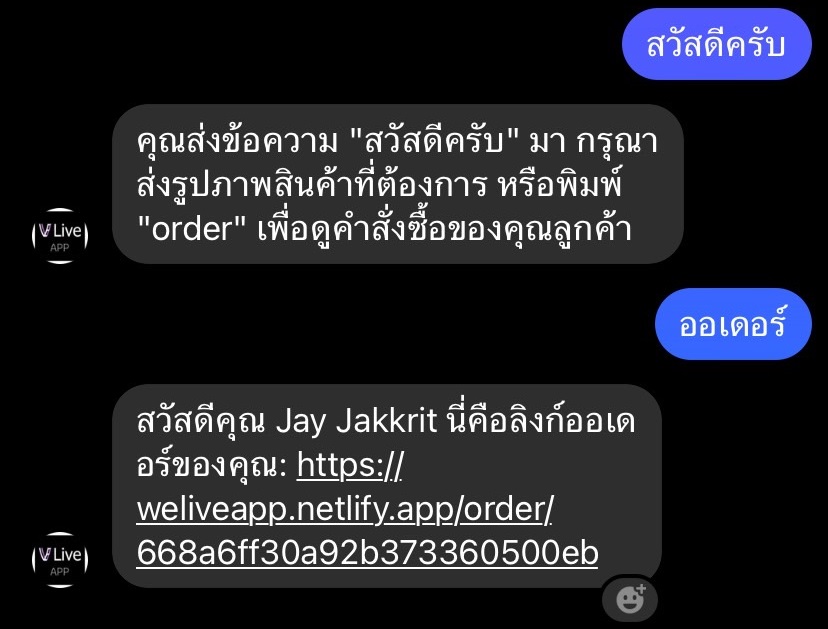 สวัสดีครับ
คุณส่งข้อความ "สวัสดีครับ" มา กรุณา
ส่งรูปภาพสินค้าที่ต้องการ หรือพิมพ์
"order" เพื่อดูคำสั่งซื้อของคุณลูกค้า
V Live
APP
ออเดอร์
สวัสดีคุณ Jay Jakkrit นี่คือลิงก์ออเด
อร์ของคุณ: https://
weliveapp.netlify.app/order/
668a6ff30a92b373360500eb
V Live
APP